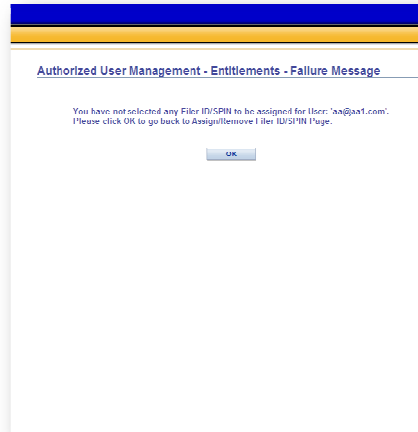 Authorized User Management - Entitlements - Failure Message
You have not selected any Filer ID/SPIN to be assigned for User: 'aa@jaa1.com'.
Please click OK to go back to Assign/Remove Filer ID/SPIN Page.
OK